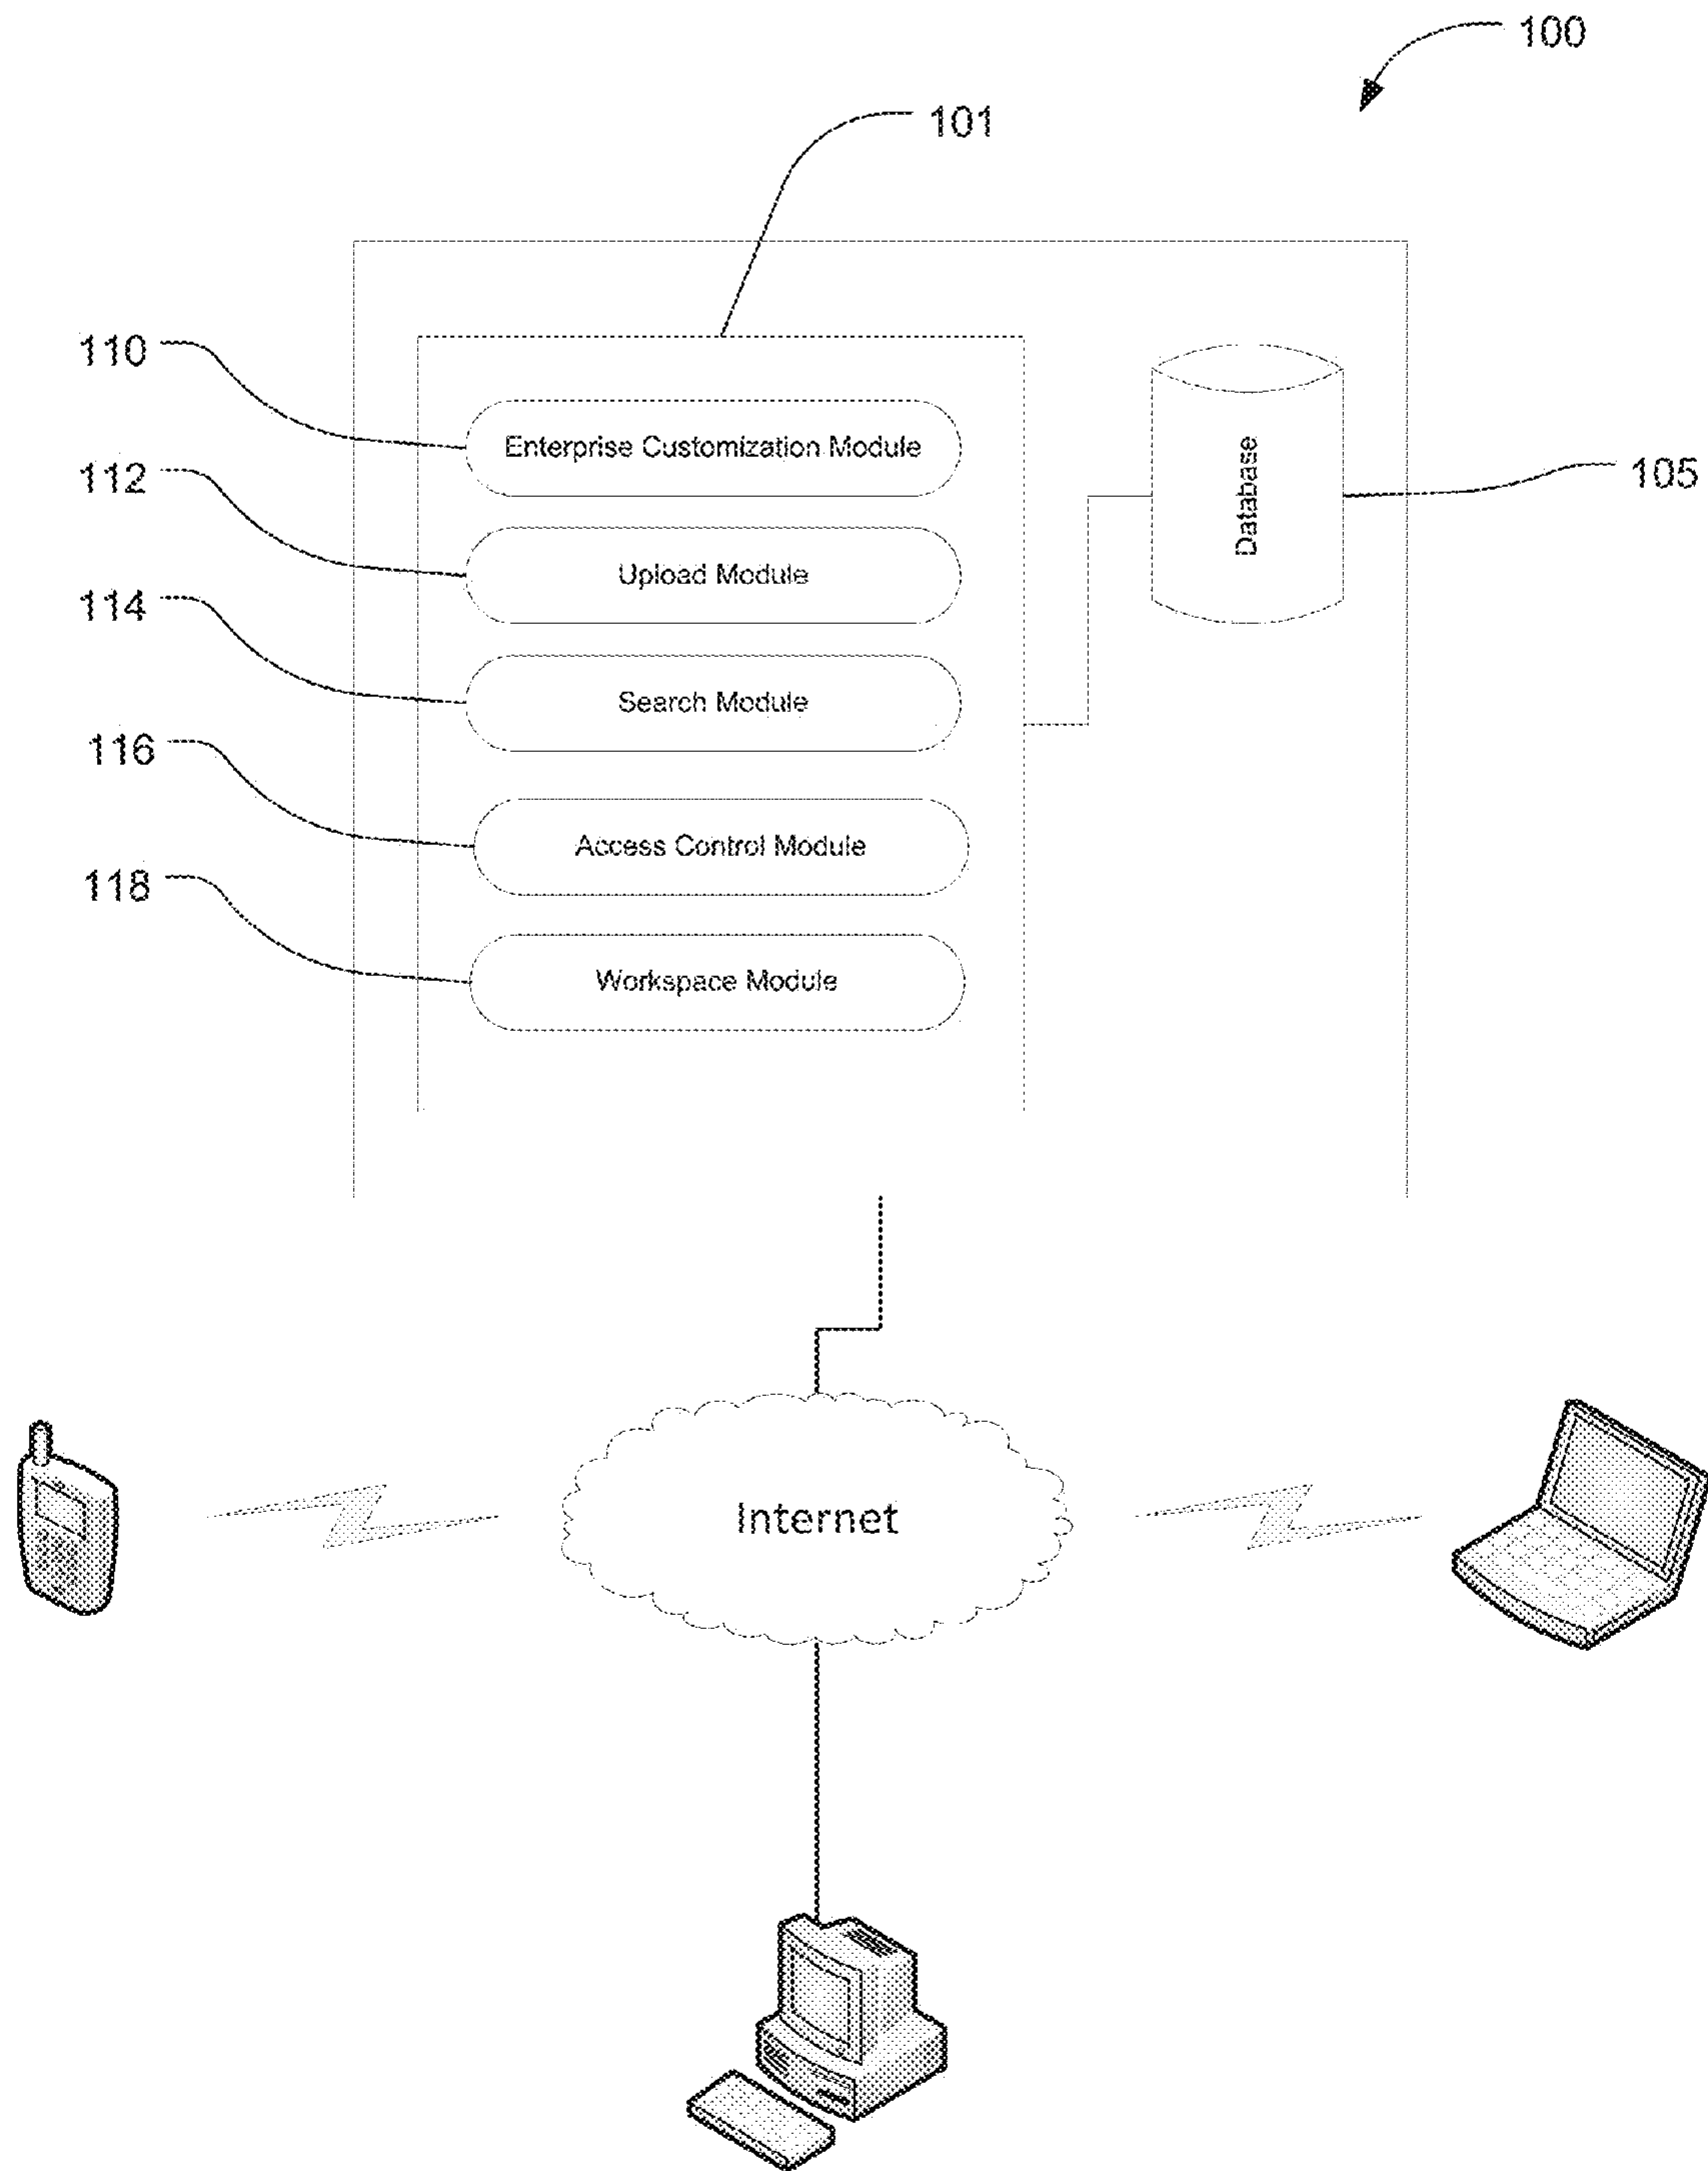 100
101
110
Enterprise Customization Module
112
Upload Module
114
Search Module
116
Access Control Module
118
Workspace Module
Database
105
Internet